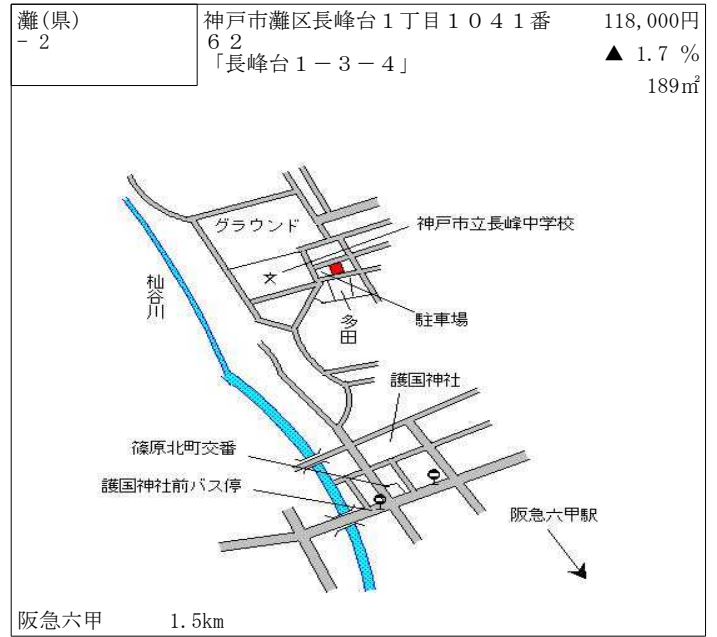 灘(県)
- 2
神戸市灘区長峰台１丁目１０４１番
６２
「長峰台１－３－４」
118,000円
▲ 1.7 %
189㎡
グラウンド
神戸市立長峰中学校
文
杣谷川
多田
駐車場
護国神社
篠原北町交番
護国神社前バス停
阪急六甲駅
阪急六甲 1.5km